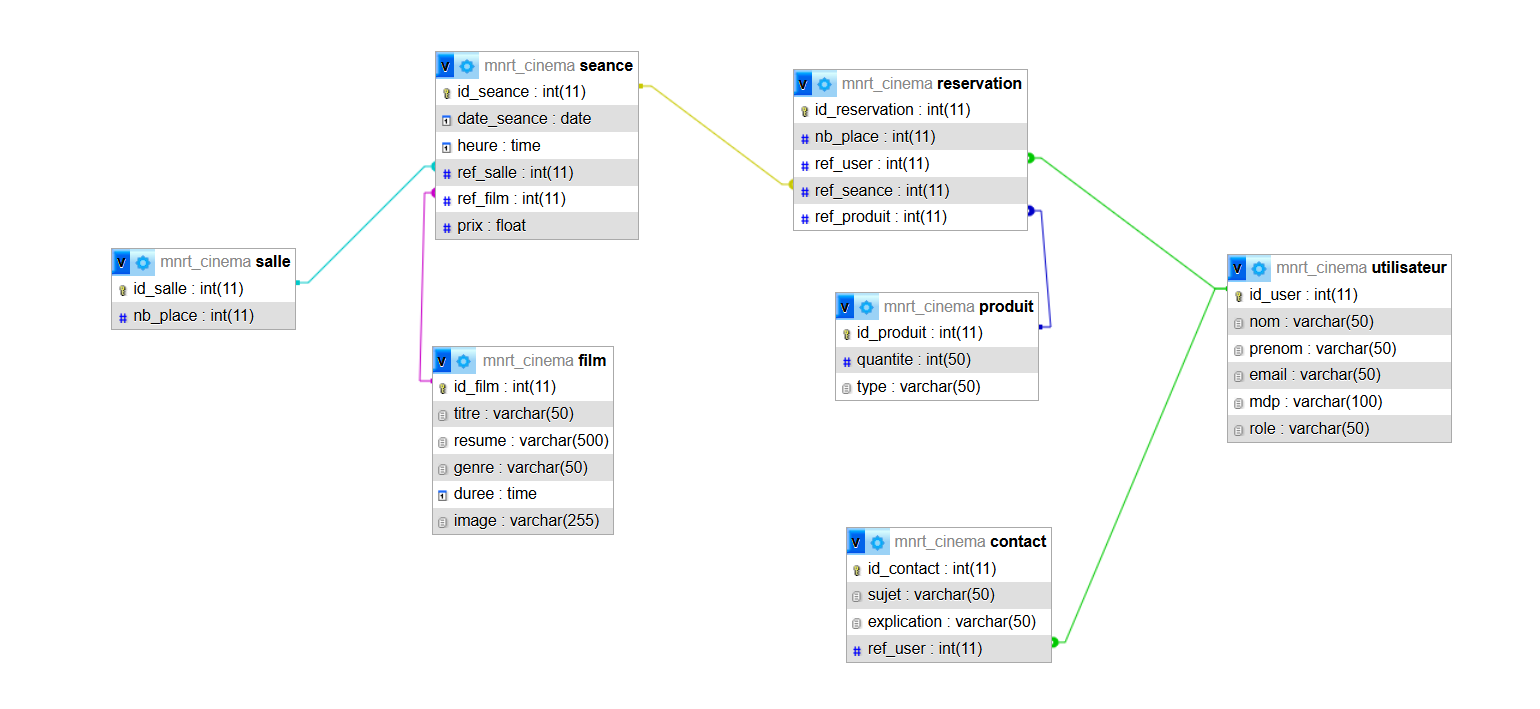 mnrt_cinema seance
id_seance : int(11)
date_seance : date
heure : time
ref_salle : int(11)
ref_film : int(11)
prix : float
mnrt_cinema reservation
id_reservation : int(11)
nb_place : int(11)
ref_user : int(11)
ref_seance : int(11)
ref_produit : int(11)
mnrt_cinema salle
id_salle : int(11)
nb_place : int(11)
mnrt_cinema utilisateur
id_user : int(11)
nom : varchar(50)
prenom : varchar(50)
email : varchar(50)
mdp : varchar(100)
role : varchar(50)
mnrt_cinema produit
id_produit : int(11)
quantite : int(50)
type : varchar(50)
mnrt_cinema film
id_film : int(11)
titre : varchar(50)
resume : varchar(500)
genre : varchar(50)
duree : time
image : varchar(255)
mnrt_cinema contact
id_contact : int(11)
sujet : varchar(50)
explication : varchar(50)
ref_user : int(11)